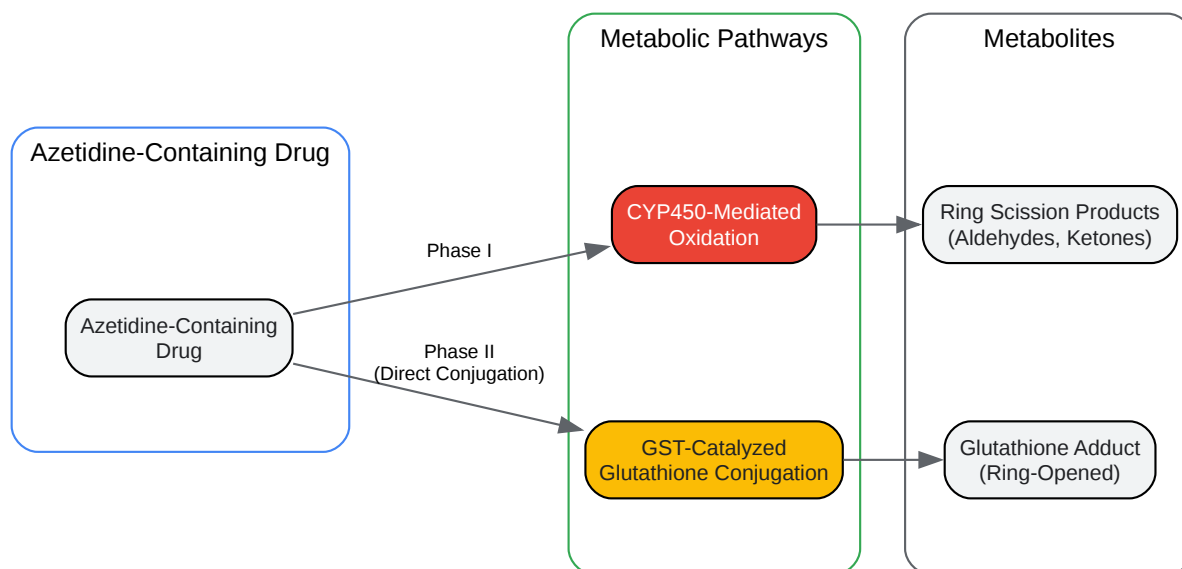 Metabolic Pathways
Metabolites
Azetidine-Containing Drug
CYP450-Mediated
Oxidation
Ring Scission Products
(Aldehydes, Ketones)
Phase I
Azetidine-Containing
Drug
Phase II
(Direct Conjugation)
GST-Catalyzed
Glutathione Conjugation
Glutathione Adduct
(Ring-Opened)